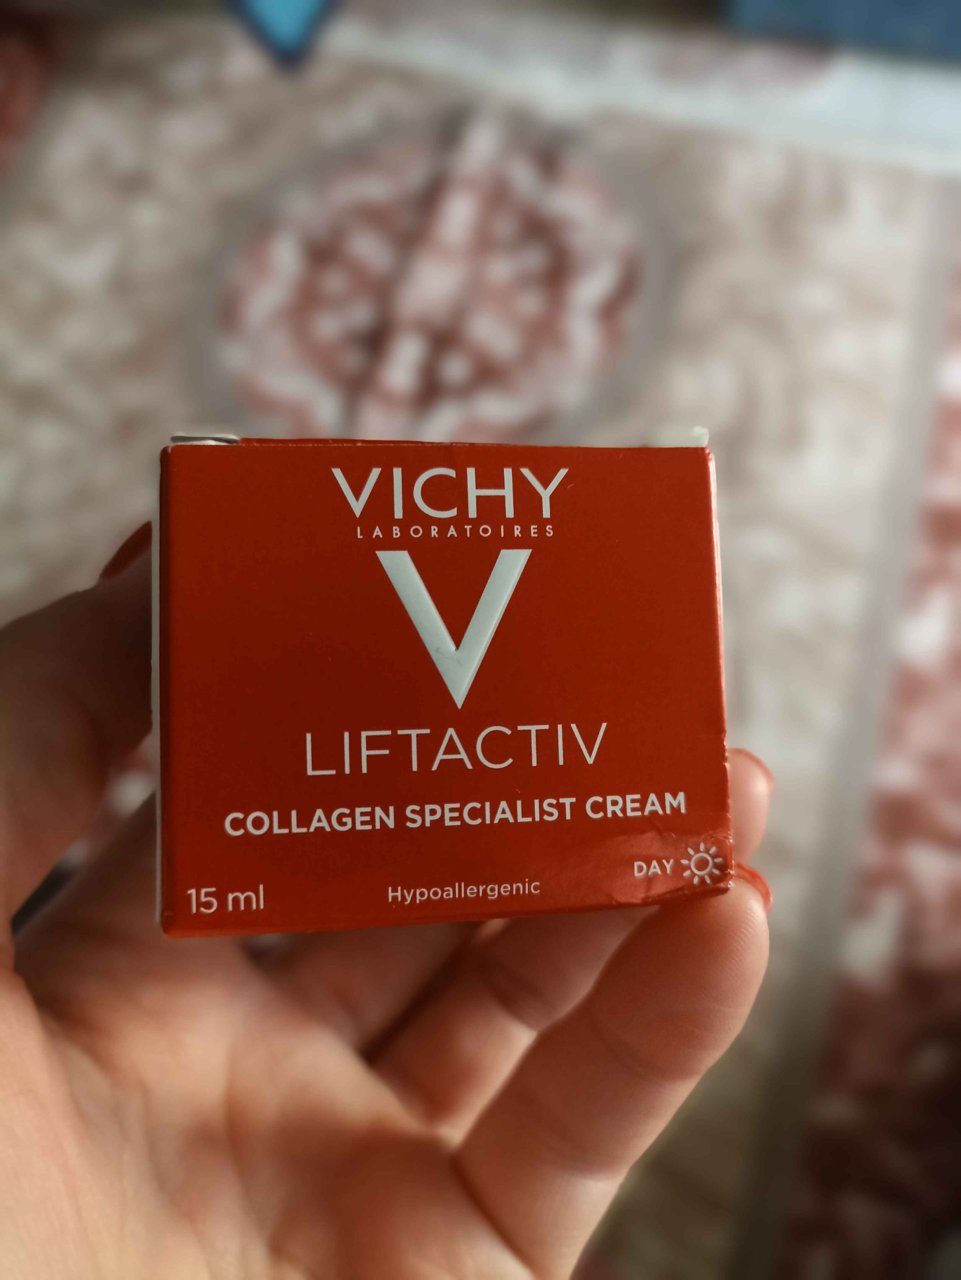 VICHY
LABORATOIRES
LIFTACTIV
COLLAGEN SPECIALIST CREAM
DAY
15 ml
Hypoallergenic